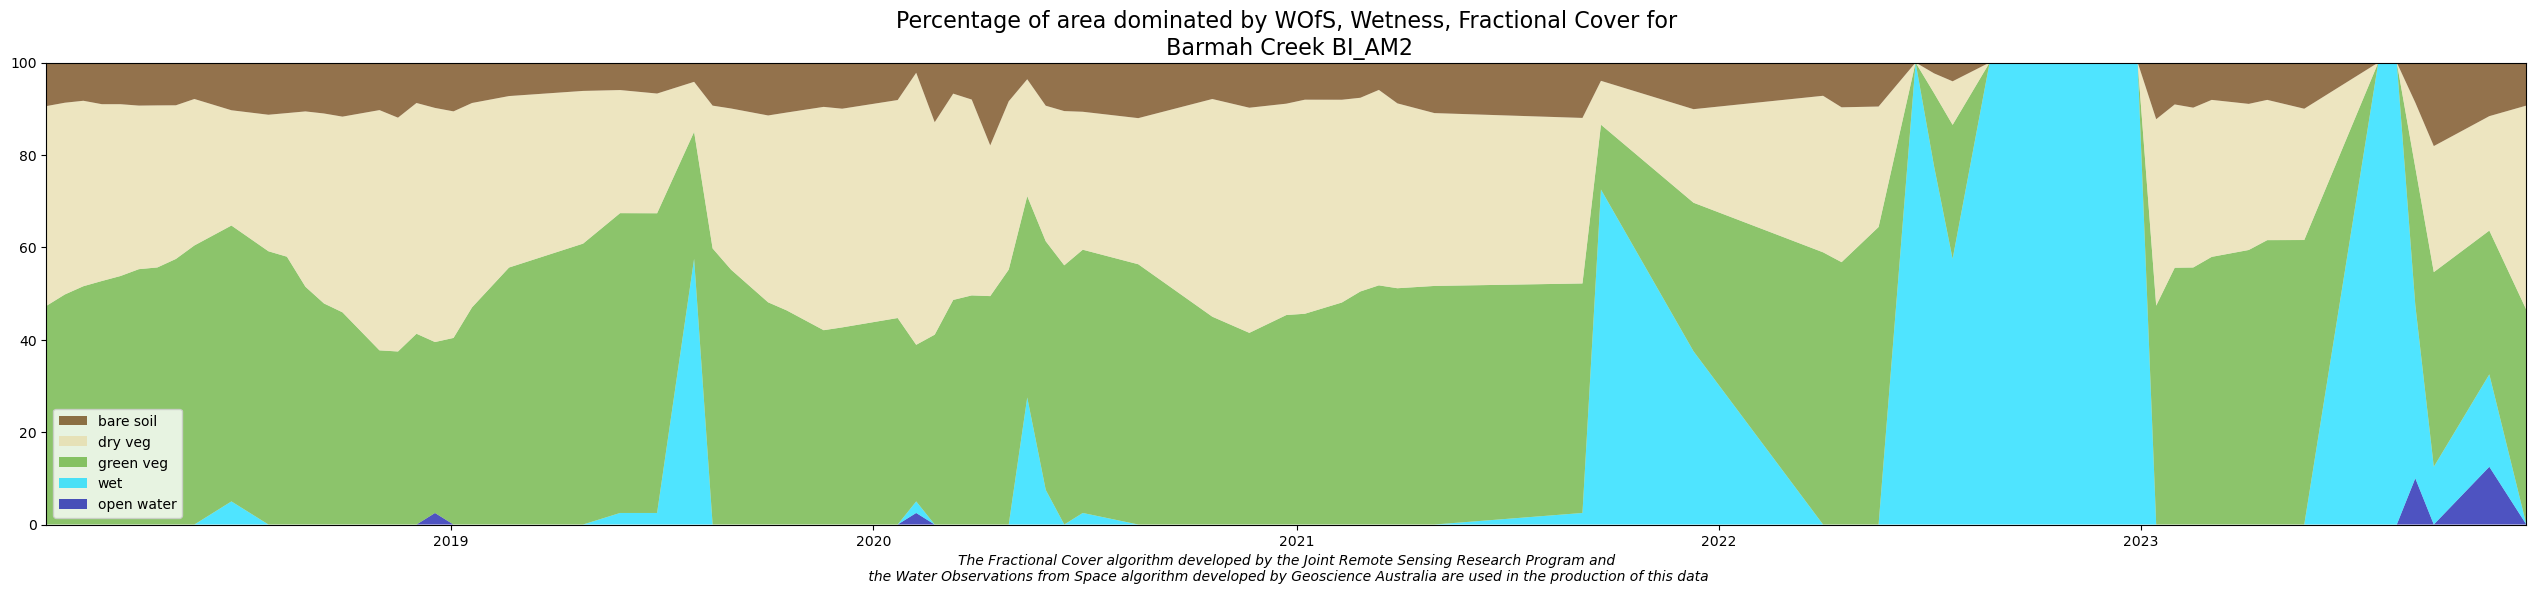 Percentage of area dominated by WOfS, Wetness, Fractional Cover for
Barmah Creek BI_AM2
100
80
60
40
20
0
bare soil
dry veg
green veg
wet
open water
2019
2020
2021
2022
2023
The Fractional Cover algorithm developed by the Joint Remote Sensing Research Program and
the Water Observations from Space algorithm developed by Geoscience Australia are used in the production of this data